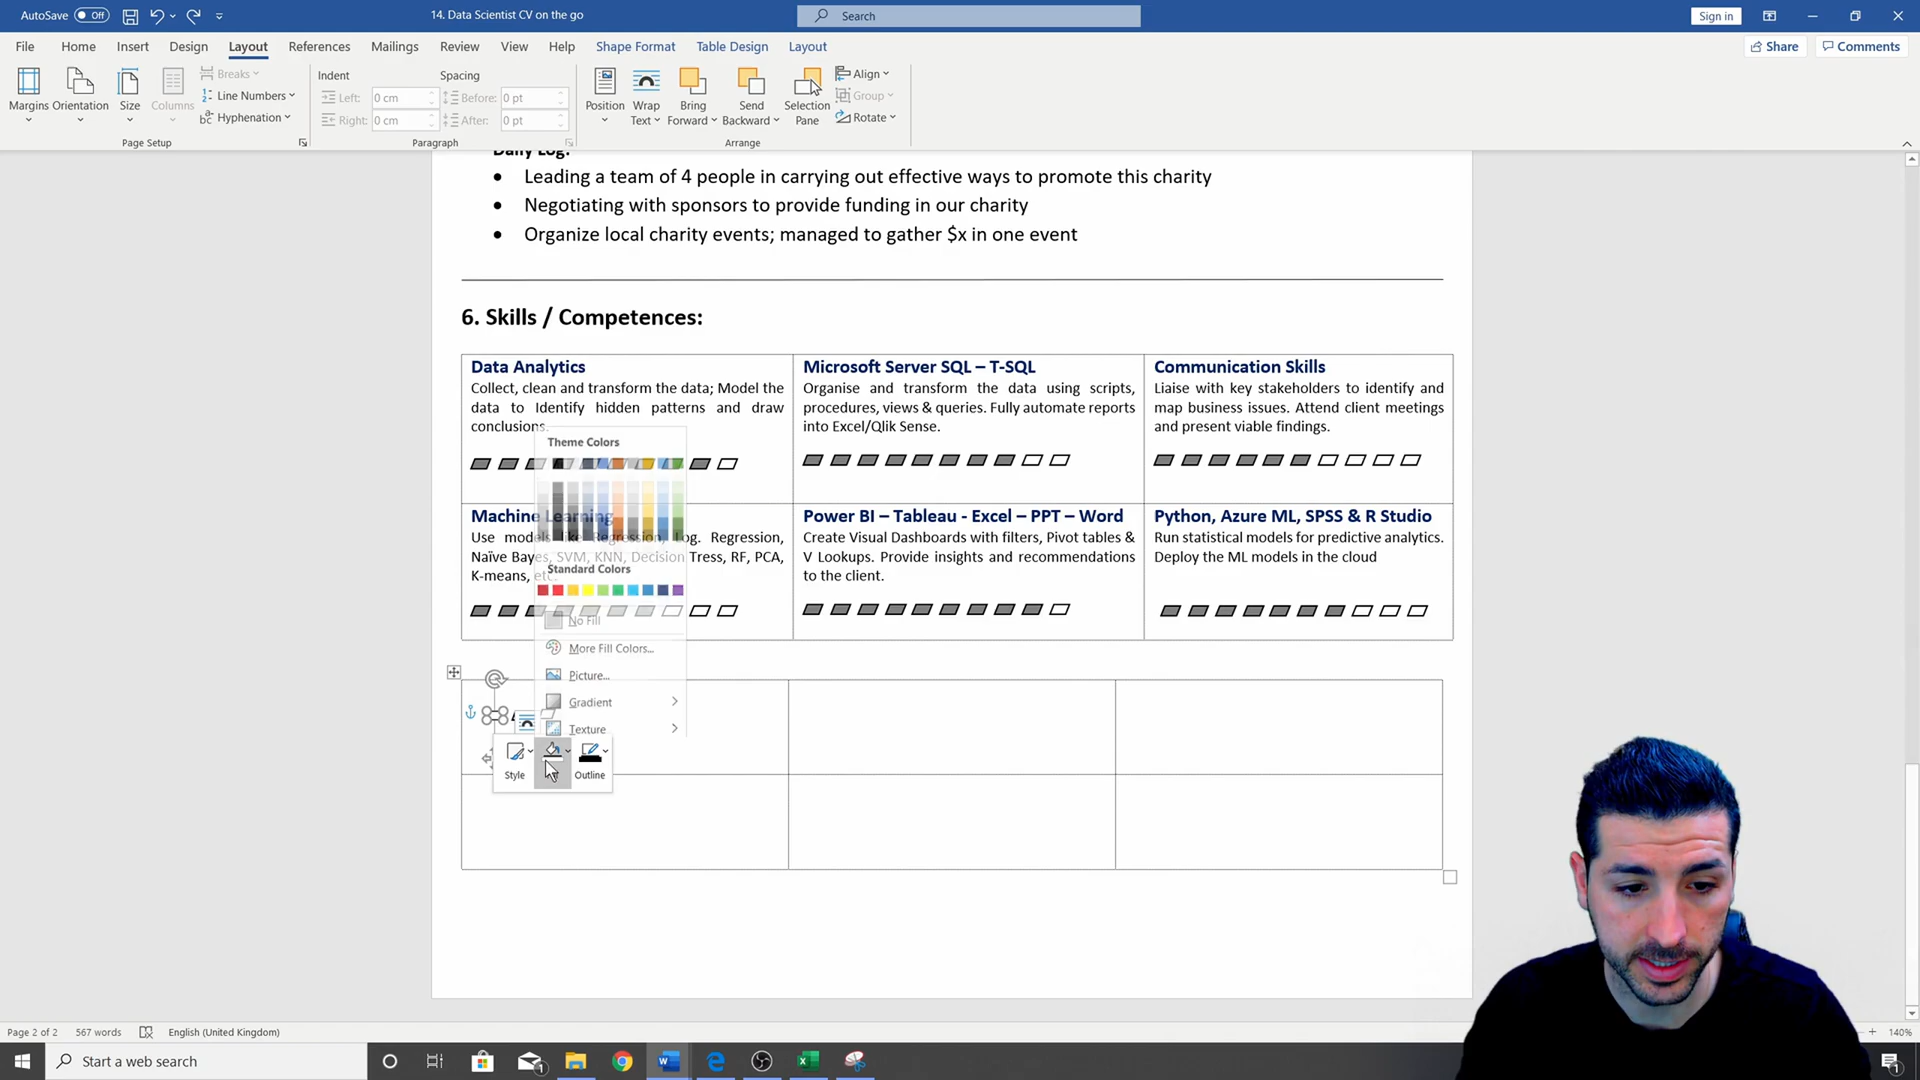 AutoSave Off
14. Data Scientist CV on the go
Search
Sign in
File Home Insert Design Layout References Mailings Review View Help Shape Format Table Design Layout
Share Comments
Margins Orientation Size Columns
Breaks
Line Numbers
Hyphenation
Page Setup
Indent Spacing
Left: 0 cm Before: 0 pt
Right: 0 cm After: 0 pt
Paragraph
Position Wrap Text Bring Forward Send Backward Selection Pane
Align
Group
Rotate
Arrange
Daily Log:
Leading a team of 4 people in carrying out effective ways to promote this charity
Negotiating with sponsors to provide funding in our charity
Organize local charity events; managed to gather $x in one event
6. Skills / Competences:
Data Analytics
Collect, clean and transform the data; Model the
data to Identify hidden patterns and draw
conclusions.
Microsoft Server SQL – T-SQL
Organise and transform the data using scripts,
procedures, views & queries. Fully automate reports
into Excel/Qlik Sense.
Communication Skills
Liaise with key stakeholders to identify and
map business issues. Attend client meetings
and present viable findings.
Machine Learning
Use models like Regression, Log. Regression,
Naïve Bayes, SVM, KNN, Decision Tress, RF, PCA,
K-means, etc.
Power BI – Tableau - Excel – PPT – Word
Create Visual Dashboards with filters, Pivot tables &
V Lookups. Provide insights and recommendations
to the client.
Python, Azure ML, SPSS & R Studio
Run statistical models for predictive analytics.
Deploy the ML models in the cloud
Theme Colors
Standard Colors
No Fill
More Fill Colors...
Picture...
Gradient
Texture
Style Outline
Page 2 of 2 567 words English (United Kingdom)
140%
Start a web search